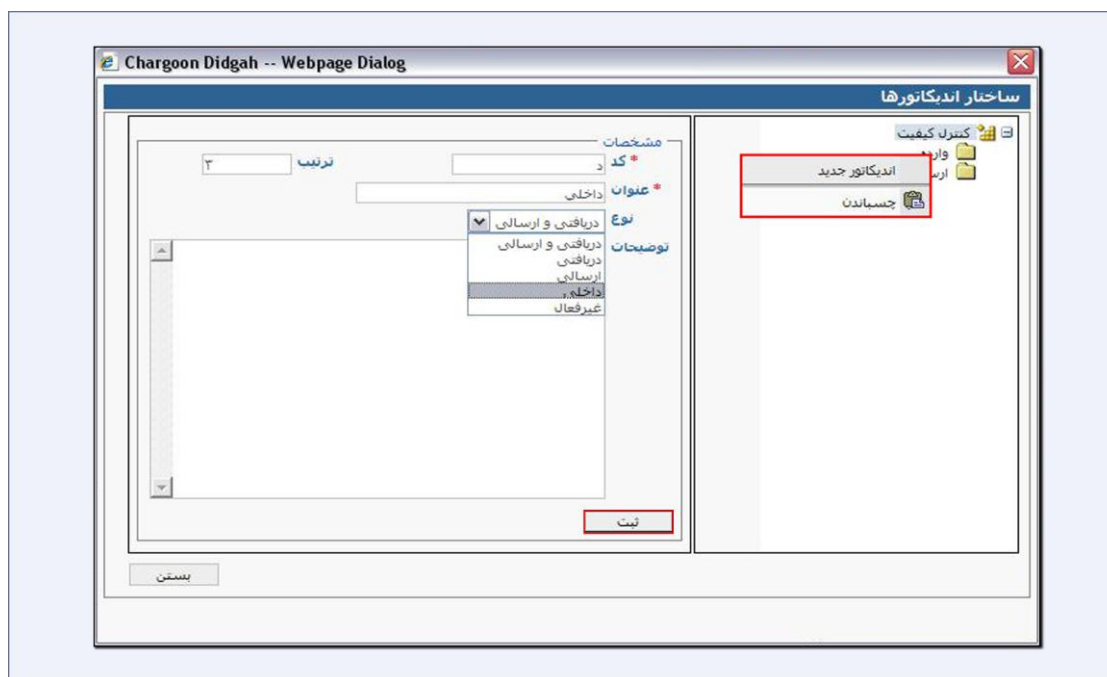 Chargoon Didgah -- Webpage Dialog
ساختار اندیکاتورها
کنترل کیفیت
اندیکاتور جدید
چسباندن
مشخصات
* کد د ترتیب ۳
* عنوان داخلی
نوع دریافتی و ارسالی
توضیحات
دریافتی و ارسالی
دریافتی
ارسالی
داخلی
غیرفعال
ثبت
بستن